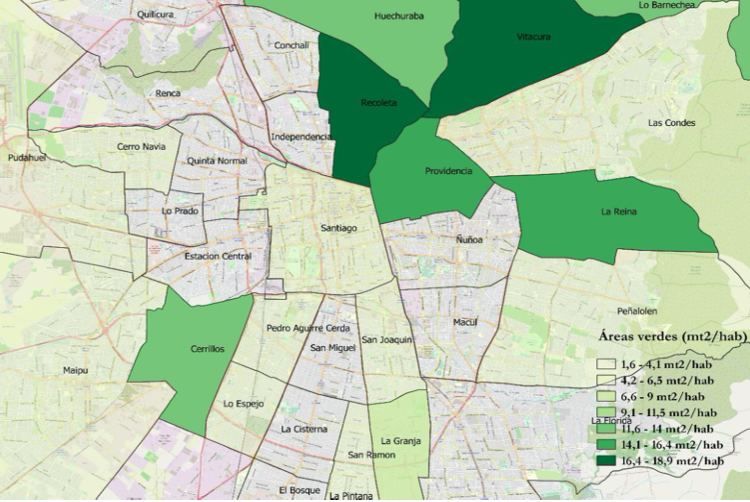 Quilicura
Huechuraba
Lo Barnechea
Conchalí
Vitacura
Renca
Recoleta
Las Condes
Independencia
Cerro Navia
Pudahuel
Quinta Normal
Providencia
Lo Prado
La Reina
Santiago
Ñuñoa
Estacion Central
Peñalolen
Macul
Pedro Aguirre Cerda
San Joaquin
San Miguel
Cerrillos
Maipu
Lo Espejo
La Cisterna
La Granja
San Ramon
El Bosque
La Pintana
La Florida
Áreas verdes (mt2/hab)
1,6 - 4,1 mt2/hab
4,2 - 6,5 mt2/hab
6,6 - 9 mt2/hab
9,1 - 11,5 mt2/hab
11,6 - 14 mt2/hab
14,1 - 16,4 mt2/hab
16,4 - 18,9 mt2/hab